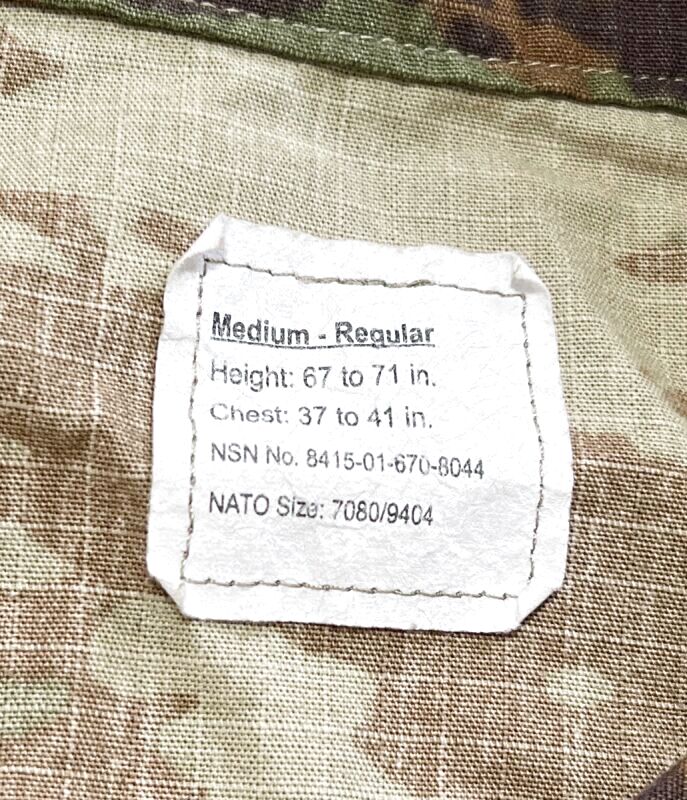 Medium - Regular
Height: 67 to 71 in.
Chest: 37 to 41 in.
NSN No. 8415-01-670-8044
NATO Size: 7080/9404